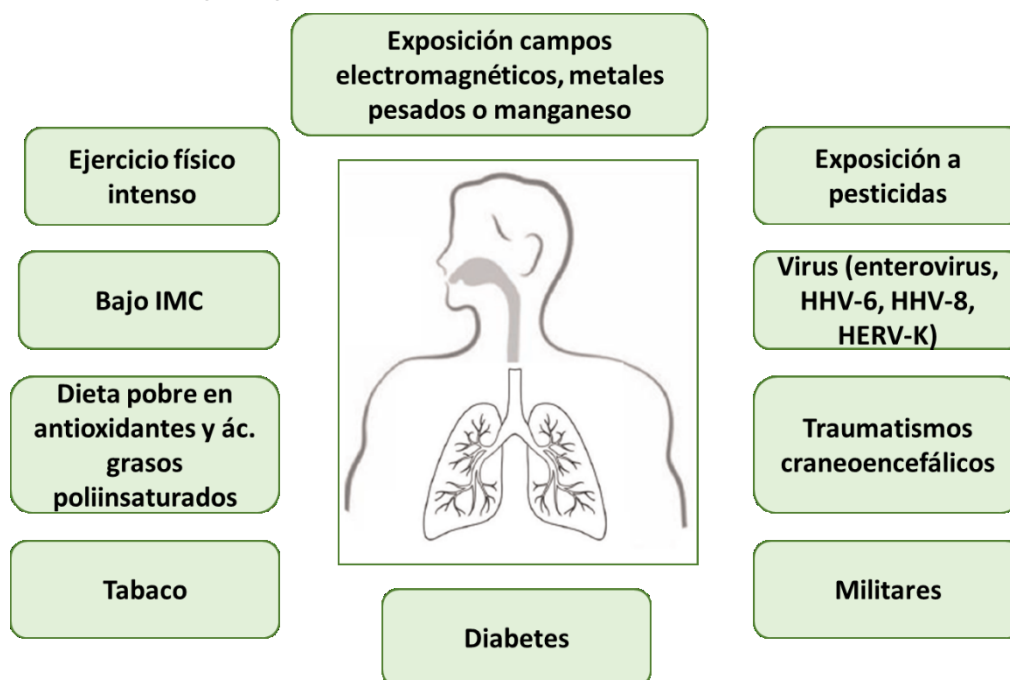 Exposición campos
electromagnéticos, metales
pesados o manganeso
Ejercicio físico
intenso
Exposición a
pesticidas
Bajo IMC
Virus (enterovirus,
HHV-6, HHV-8,
HERV-K)
Dieta pobre en
antioxidantes y ác.
grasos
poliinsaturados
Traumatismos
craneoencefálicos
Tabaco
Militares
Diabetes